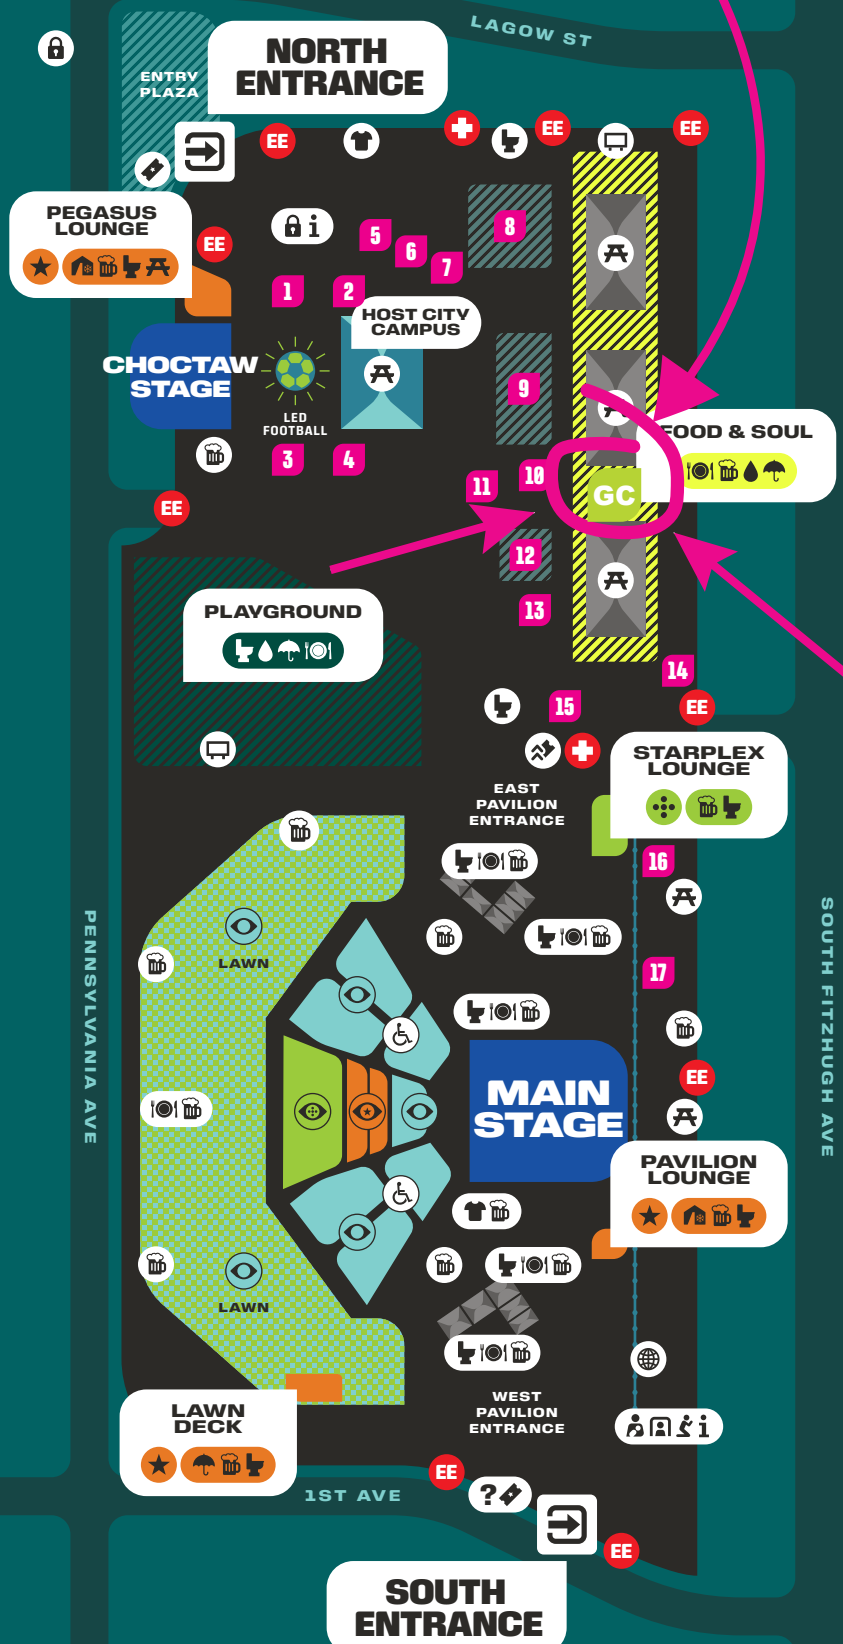 LAGOW ST
NORTH
ENTRANCE
ENTRY
PLAZA
EE
EE
EE
PEGASUS
LOUNGE
EE
i
5
6
7
8
1
2
HOST CITY
CAMPUS
CHOCTAW
STAGE
LED
FOOTBALL
9
FOOD & SOUL
3
4
10
11
GC
EE
12
13
PLAYGROUND
14
15
EE
STARPLEX
LOUNGE
EAST
PAVILION
ENTRANCE
16
PENNSYLVANIA AVE
SOUTH FITZHUGH AVE
LAWN
17
MAIN
STAGE
EE
PAVILION
LOUNGE
LAWN
WEST
PAVILION
ENTRANCE
i
LAWN
DECK
EE
1ST AVE
?
EE
SOUTH
ENTRANCE